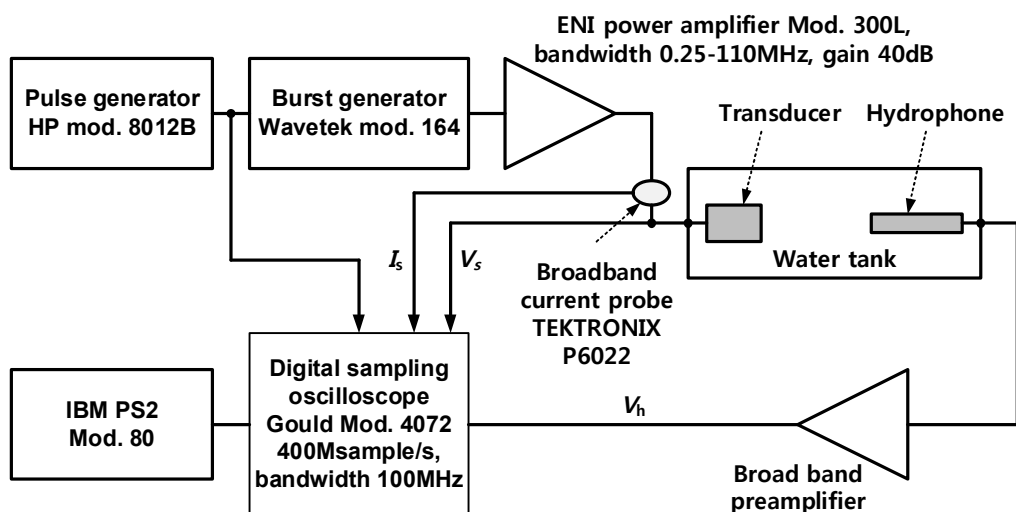 ENI power amplifier Mod. 300L,
bandwidth 0.25-110MHz, gain 40dB
Pulse generator
HP mod. 8012B
Burst generator
Wavetek mod. 164
Transducer
Hydrophone
Water tank
Is
Vs
Broadband
current probe
TEKTRONIX
P6022
IBM PS2
Mod. 80
Digital sampling
oscilloscope
Gould Mod. 4072
400Msample/s,
bandwidth 100MHz
Vh
Broad band
preamplifier